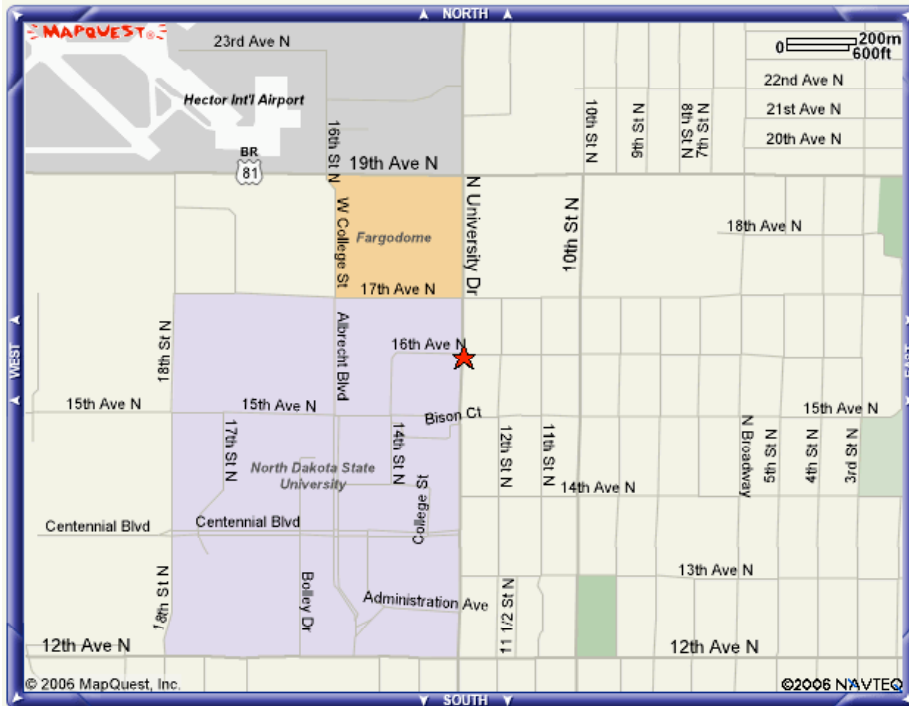 NORTH
MAPQUEST
23rd Ave N
0 200m
600ft
22nd Ave N
Hector Int'l Airport
10th St N
9th St N
8th St N
7th St N
21st Ave N
16th St N
20th Ave N
BR
81
19th Ave N
N University Dr
W College St
10th St N
Fargodome
18th Ave N
17th Ave N
18th St N
Albrecht Blvd
16th Ave N
WEST
EAST
15th Ave N
15th Ave N
Bison Ct
15th Ave N
17th St N
14th St N
12th St N
11th St N
N Broadway
5th St N
4th St N
3rd St N
North Dakota State
University
14th Ave N
College St
Centennial Blvd
Centennial Blvd
13th Ave N
18th St N
Bolley Dr
Administration Ave
11 1/2 St N
12th Ave N
12th Ave N
© 2006 MapQuest, Inc.
©2006 NAVTEQ
SOUTH